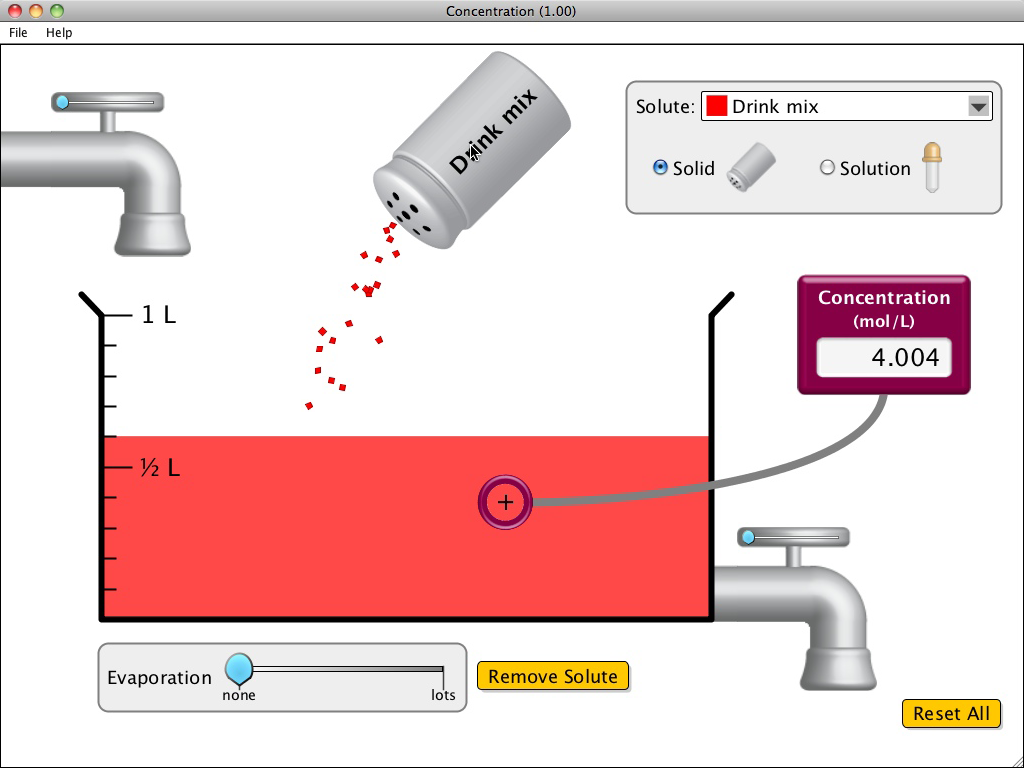 Concentration (1.00)
File Help
Drink mix
Solute: Drink mix
Solid Solution
1 L
½ L
Concentration
(mol/L)
4.004
Evaporation
none lots
Remove Solute
Reset All